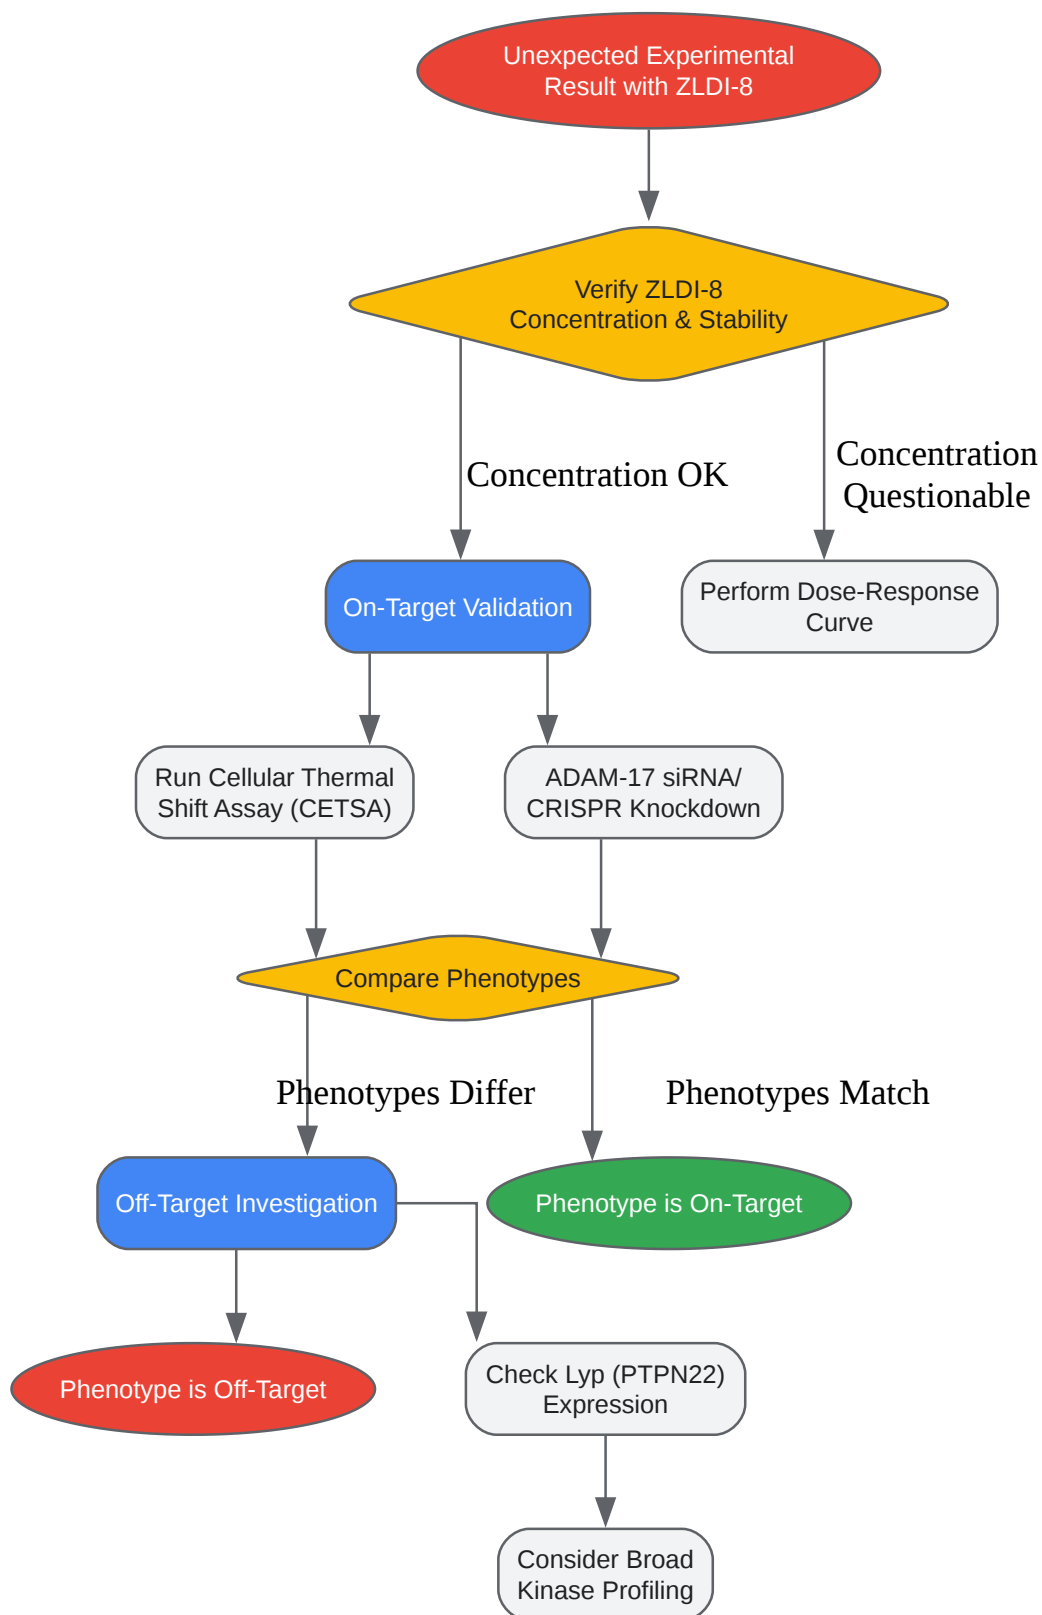 Unexpected Experimental
Result with ZLDI-8
Verify ZLDI-8
Concentration & Stability
Concentration OK
Concentration
Questionable
On-Target Validation
Perform Dose-Response
Curve
Run Cellular Thermal
Shift Assay (CETSA)
ADAM-17 siRNA/
CRISPR Knockdown
Compare Phenotypes
Phenotypes Differ
Phenotypes Match
Off-Target Investigation
Phenotype is On-Target
Phenotype is Off-Target
Check Lyp (PTPN22)
Expression
Consider Broad
Kinase Profiling